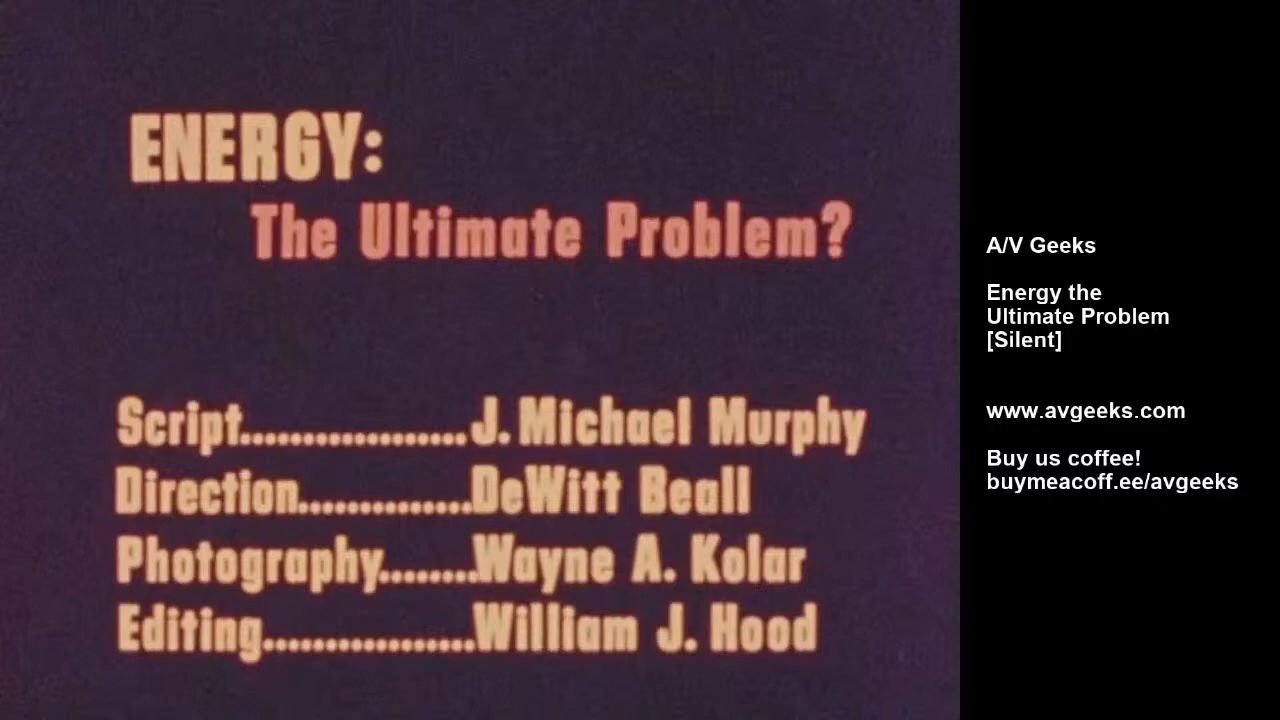 ENERGY:
The Ultimate Problem?
Script..................J. Michael Murphy
Direction..............DeWitt Beall
Photography........Wayne A. Kolar
Editing.................William J. Hood
A/V Geeks
Energy the
Ultimate Problem
[Silent]
www.avgeeks.com
Buy us coffee!
buymeacoff.ee/avgeeks